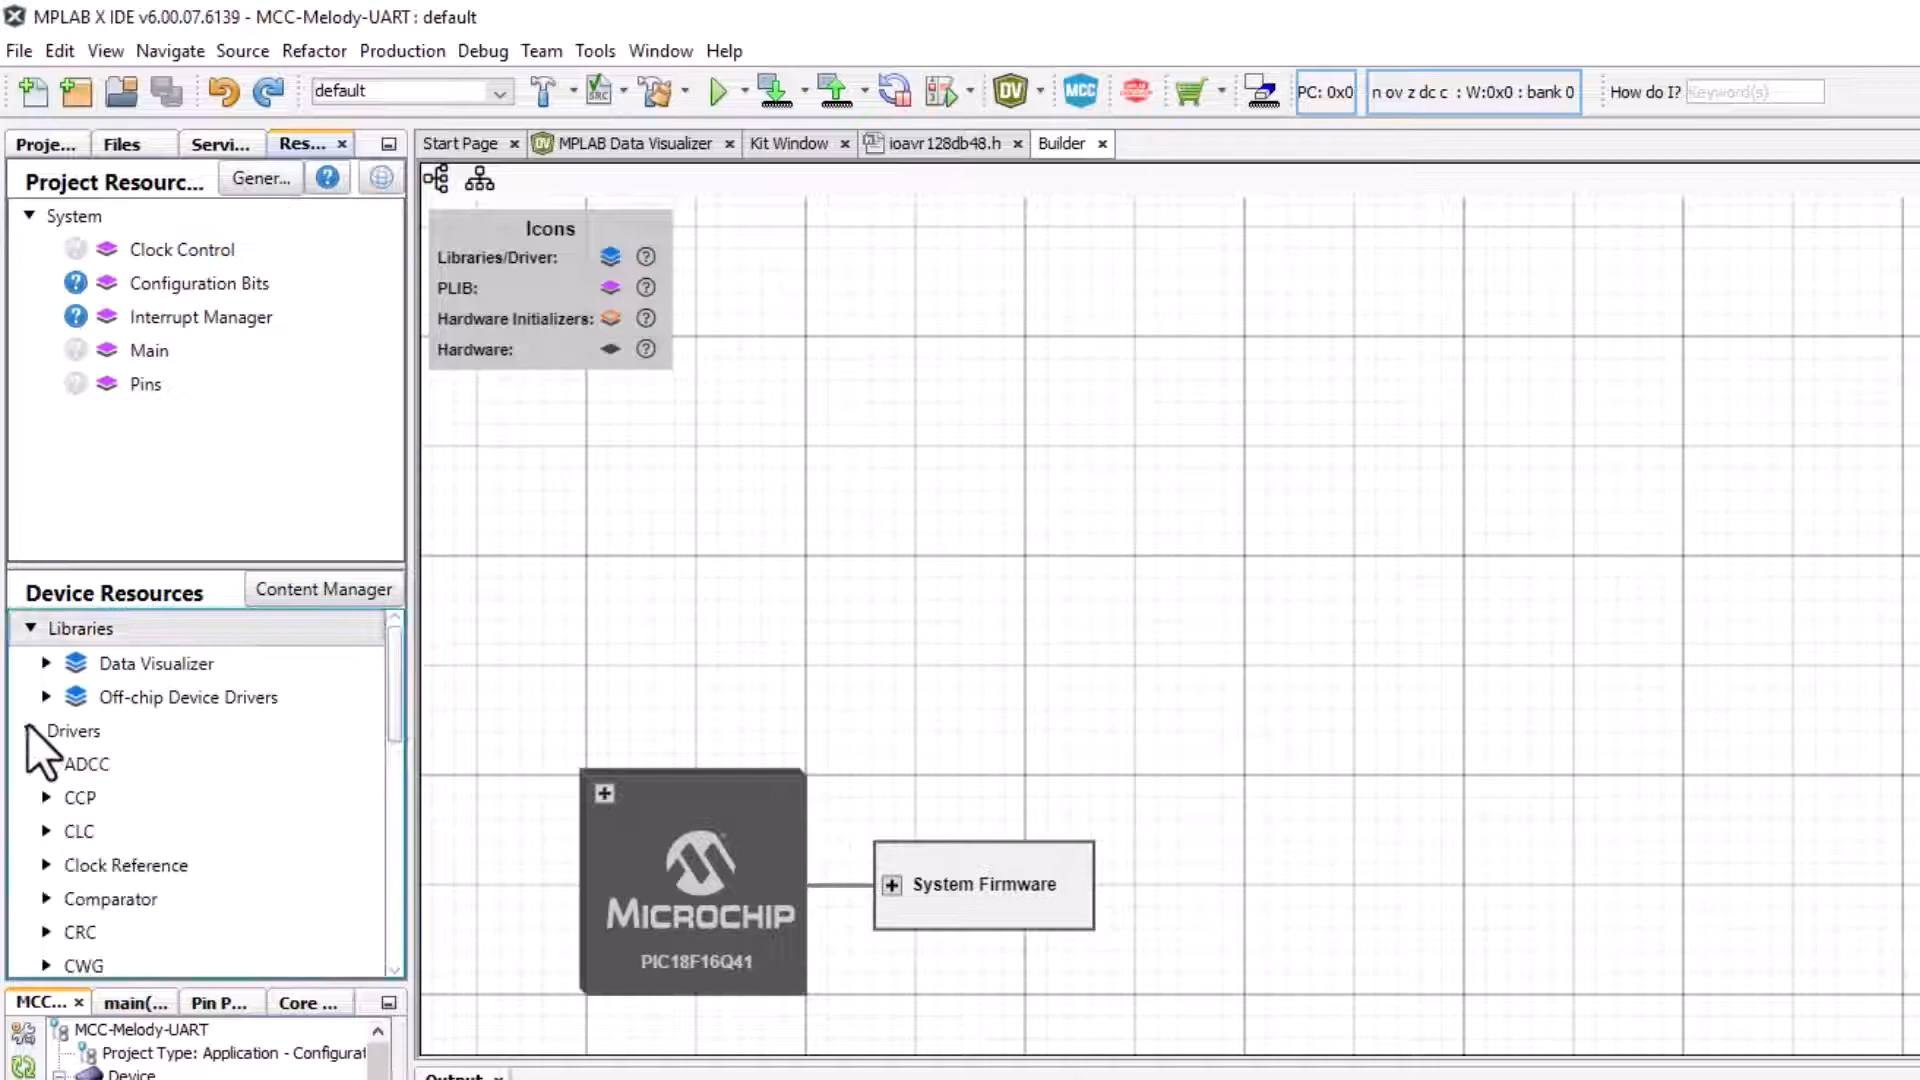 MPLAB X IDE v6.00.07.6139 - MCC-Melody-UART : default
File Edit View Navigate Source Refactor Production Debug Team Tools Window Help
default
DV
MCC
PC: 0x0
n ov z dc c : W:0x0 : bank 0
How do I?
Keyword(s)
Proje...
Files
Servi...
Res...
Start Page
DV
MPLAB Data Visualizer
Kit Window
ioavr128db48.h
Builder
Project Resourc...
Gener...
System
Clock Control
Configuration Bits
Interrupt Manager
Main
Pins
Icons
Libraries/Driver:
PLIB:
Hardware Initializers:
Hardware:
Device Resources
Content Manager
Libraries
Data Visualizer
Off-chip Device Drivers
Drivers
ADCC
CCP
CLC
Clock Reference
Comparator
CRC
CWG
MICROCHIP
PIC18F16Q41
System Firmware
MCC...
main(...
Pin P...
Core ...
MCC-Melody-UART
Project Type: Application - Configurat
Device
Output